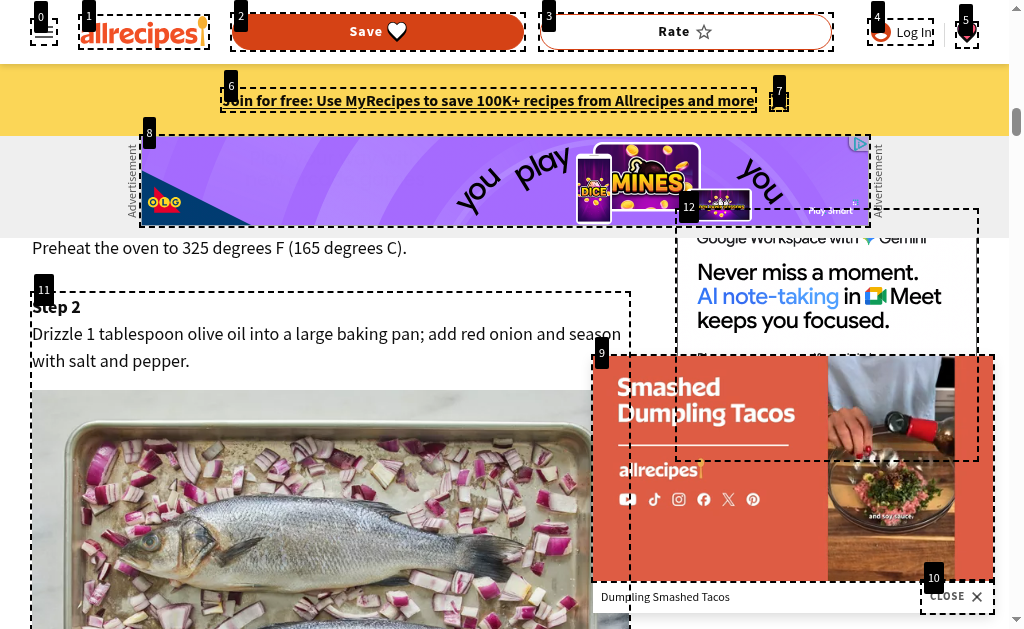 0
1
2
3
4
5
allrecipes
Save
Rate
Log In
6
7
Join for free: Use MyRecipes to save 100K+ recipes from Allrecipes and more
8
Advertisement
OLG
you play
DICE
MINES
you
Play Smart
Advertisement
12
Preheat the oven to 325 degrees F (165 degrees C).
Google Workspace with Gemini
Never miss a moment.
AI note-taking in Meet
keeps you focused.
11
Step 2
Drizzle 1 tablespoon olive oil into a large baking pan; add red onion and season
with salt and pepper.
9
Smashed
Dumpling Tacos
allrecipes
and soy sauce,
10
Dumpling Smashed Tacos
CLOSE